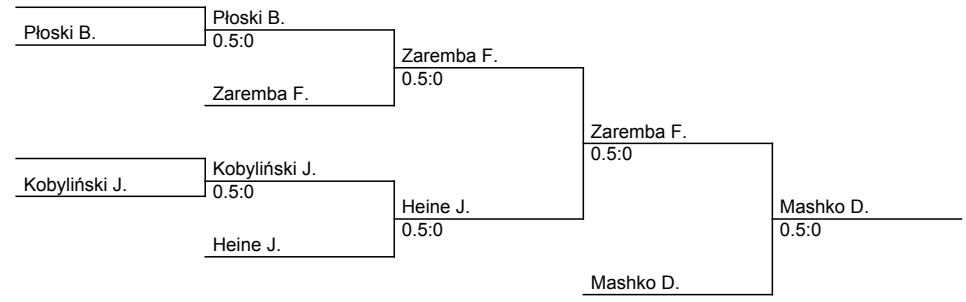 Płoski B.
Płoski B.
0.5:0
Zaremba F.
Zaremba F.
0.5:0
Zaremba F.
0.5:0
Kobyliński J.
Kobyliński J.
0.5:0
Heine J.
Heine J.
0.5:0
Mashko D.
0.5:0
Mashko D.